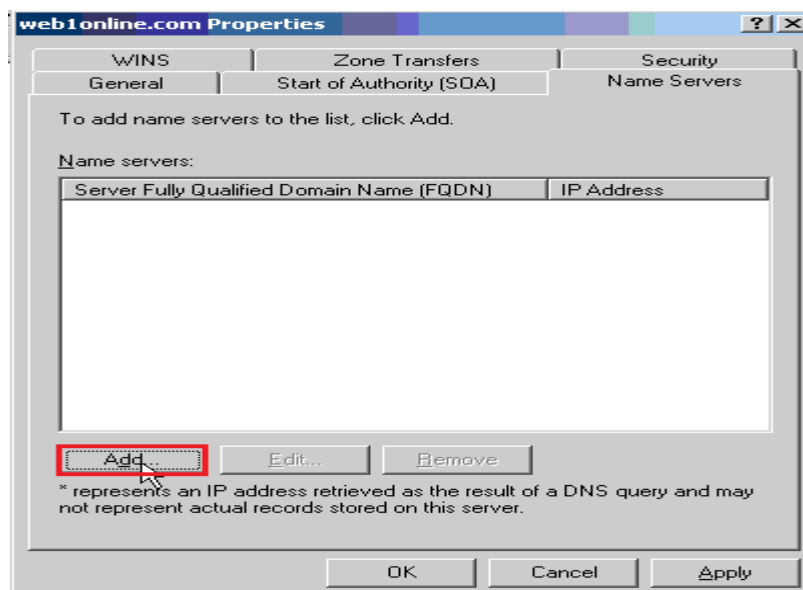 web1online.com Properties
WINS Zone Transfers Security
General Start of Authority (SOA) Name Servers
To add name servers to the list, click Add.
Name servers:
Server Fully Qualified Domain Name (FQDN) IP Address
Add... Edit... Remove
* represents an IP address retrieved as the result of a DNS query and may
not represent actual records stored on this server.
OK Cancel Apply